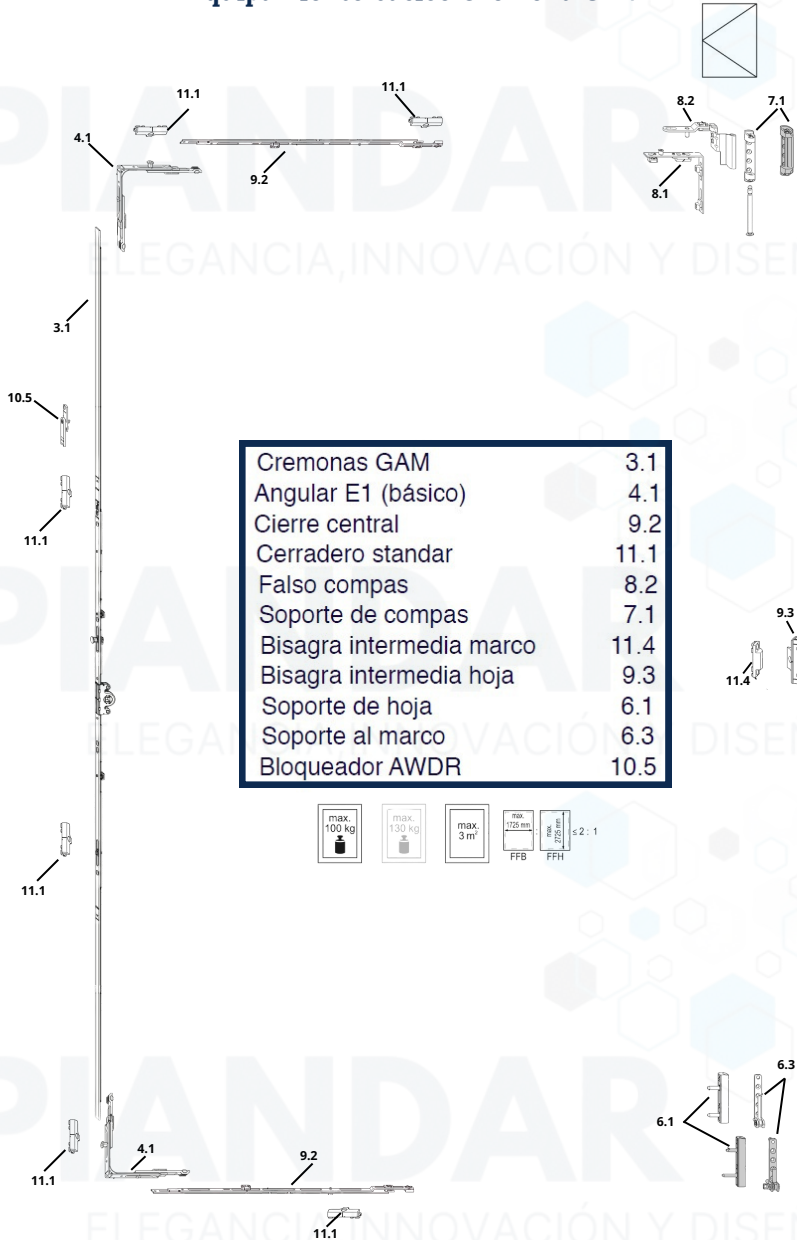 11.1
11.1
8.2
7.1
4.1
9.2
8.1
PIANDAR
ELEGANCIA,INNOVACIÓN Y DISEÑ
3.1
10.5
11.1
Cremonas GAM 3.1
Angular E1 (básico) 4.1
Cierre central 9.2
Cerradero standar 11.1
Falso compas 8.2
Soporte de compas 7.1
Bisagra intermedia marco 11.4
Bisagra intermedia hoja 9.3
Soporte de hoja 6.1
Soporte al marco 6.3
Bloqueador AWDR 10.5
9.3
11.4
max. 100 kg
max. 130 kg
max. 3 m²
max. 1725 mm
FFB
:
max. 2725 mm
FFH
≤ 2 : 1
11.1
PIANDAR
6.3
6.1
4.1
9.2
11.1
11.1
ELEGANCIA,INNOVACIÓN Y DISEÑ